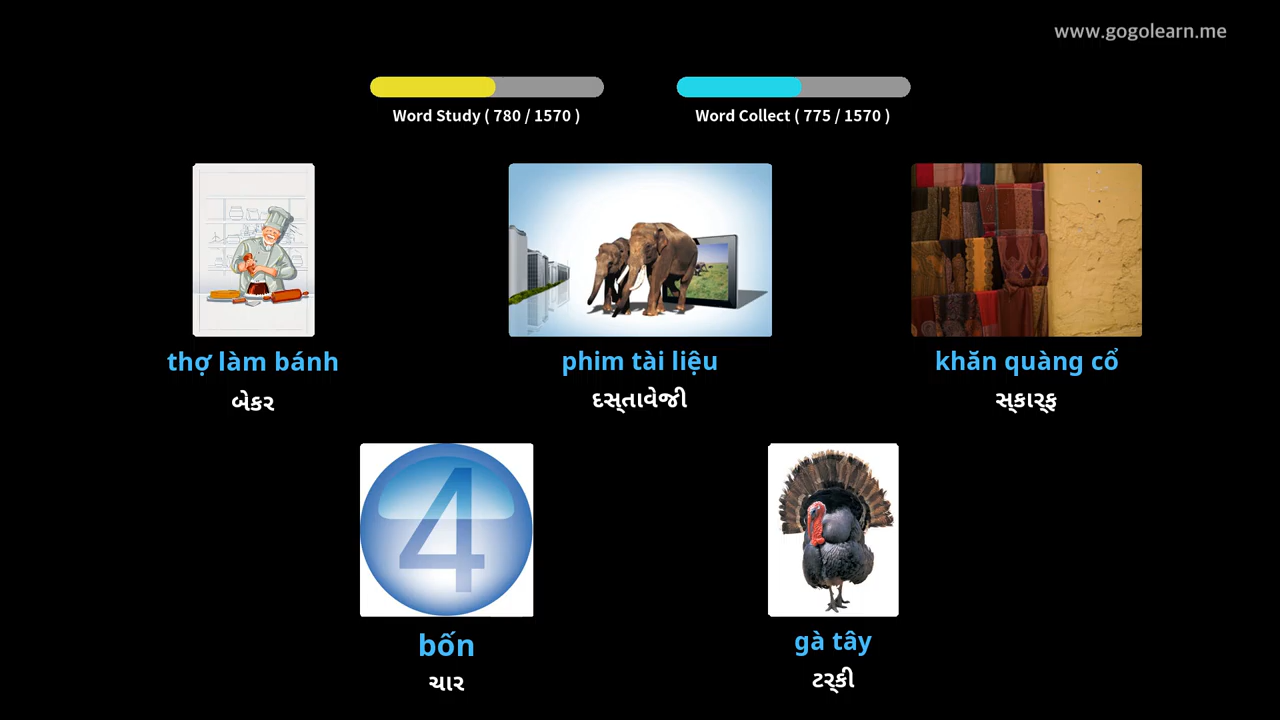 www.gogolearn.me
Word Study ( 780 / 1570 )
Word Collect ( 775 / 1570 )
thợ làm bánh
બેકર
phim tài liệu
દસ્તાવેજી
khăn quàng cổ
સ્કાર્ફ
4
bốn
ચાર
gà tây
ટર્કી